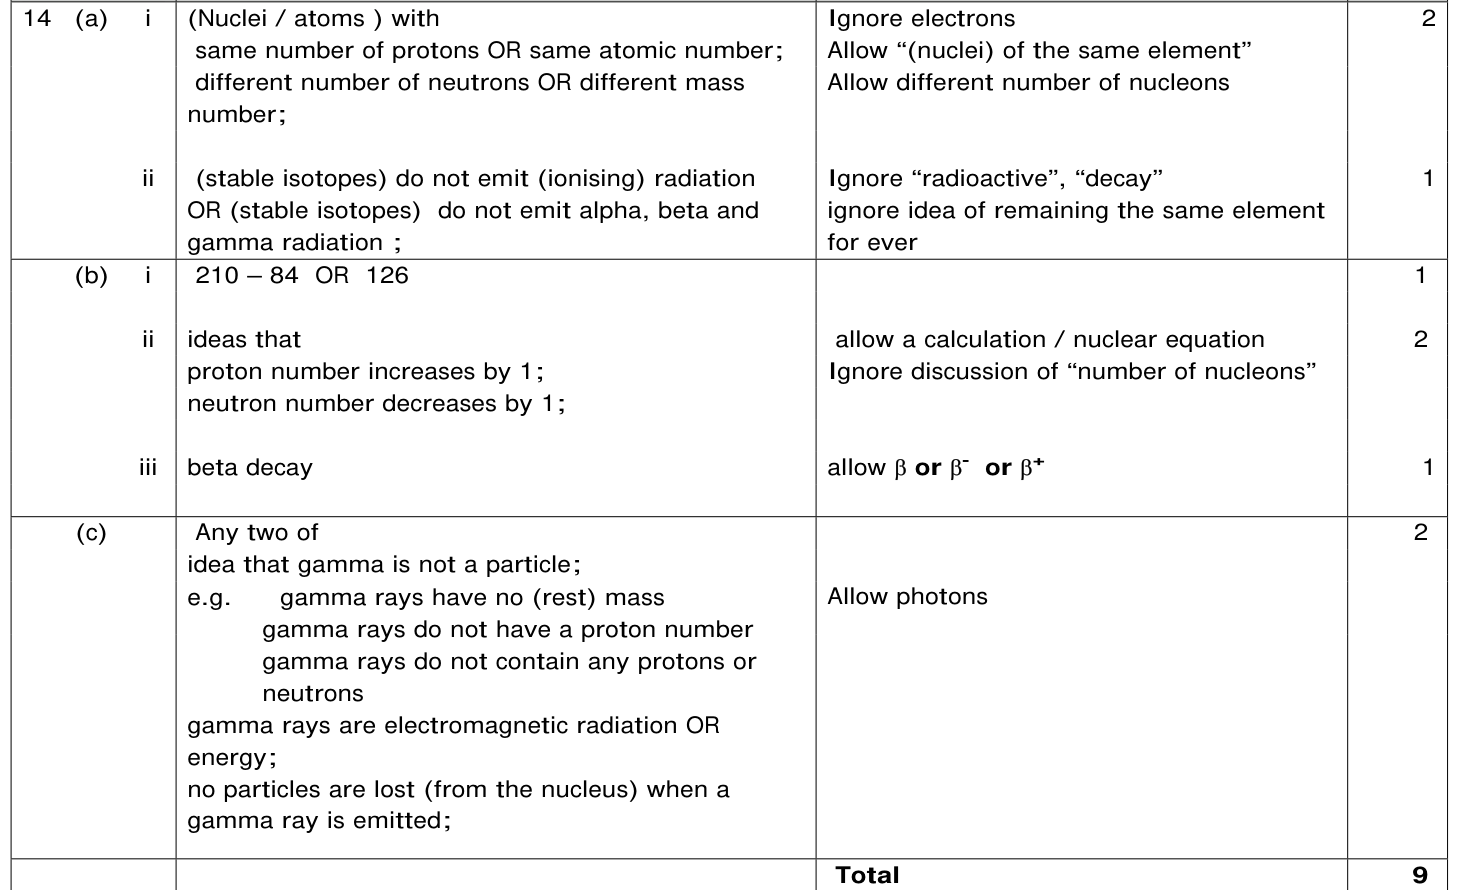 14 (a) i (Nuclei / atoms ) with Ignore electrons 2
same number of protons OR same atomic number; Allow “(nuclei) of the same element”
different number of neutrons OR different mass Allow different number of nucleons
number;
ii (stable isotopes) do not emit (ionising) radiation Ignore “radioactive”, “decay” 1
OR (stable isotopes) do not emit alpha, beta and ignore idea of remaining the same element
gamma radiation ; for ever
(b) i 210 – 84 OR 126 1
ii ideas that allow a calculation / nuclear equation 2
proton number increases by 1; Ignore discussion of “number of nucleons”
neutron number decreases by 1;
iii beta decay allow β or β- or β+ 1
(c) Any two of 2
idea that gamma is not a particle;
e.g. gamma rays have no (rest) mass Allow photons
gamma rays do not have a proton number
gamma rays do not contain any protons or
neutrons
gamma rays are electromagnetic radiation OR
energy;
no particles are lost (from the nucleus) when a
gamma ray is emitted;
Total 9